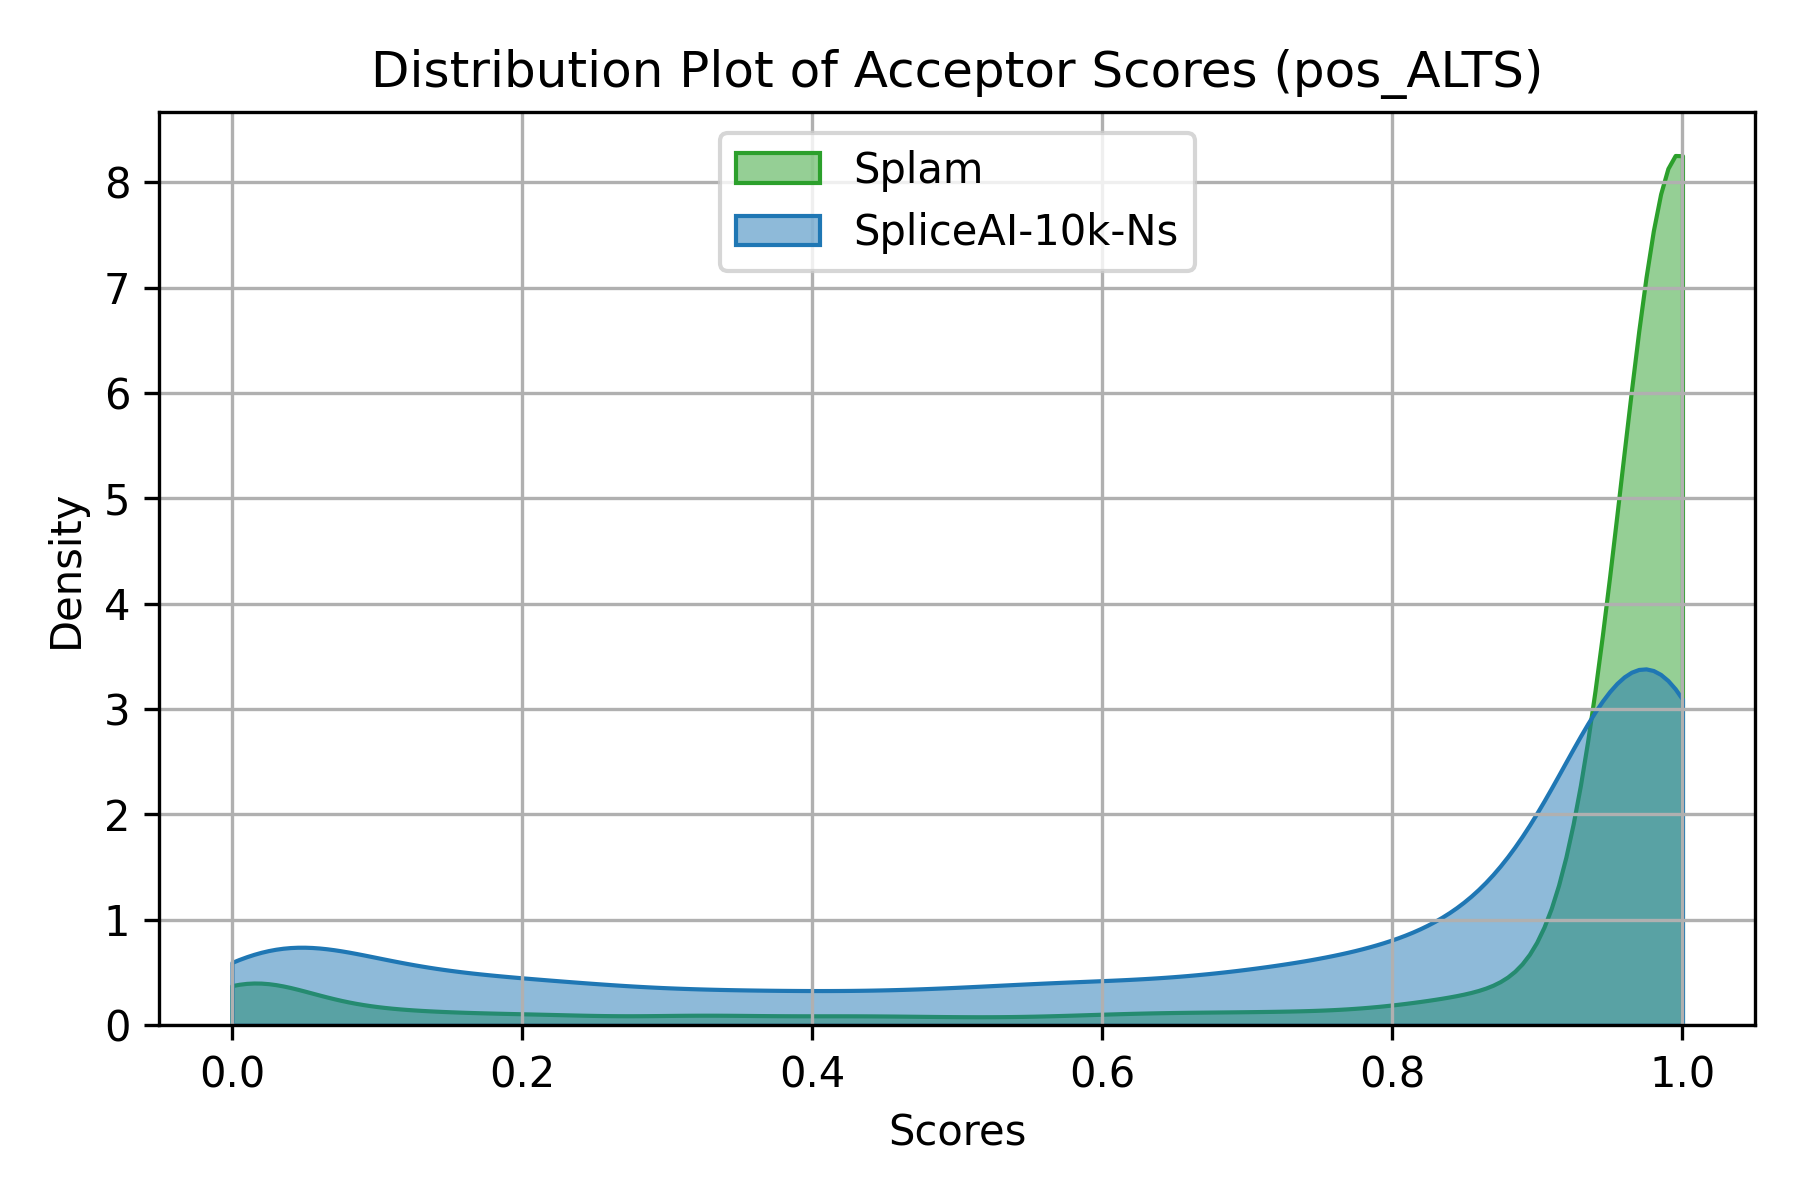 Distribution Plot of Acceptor Scores (pos_ALTS)
Splam
SpliceAI-10k-Ns
8
7
6
5
4
3
2
1
0
Density
0.0 0.2 0.4 0.6 0.8 1.0
Scores